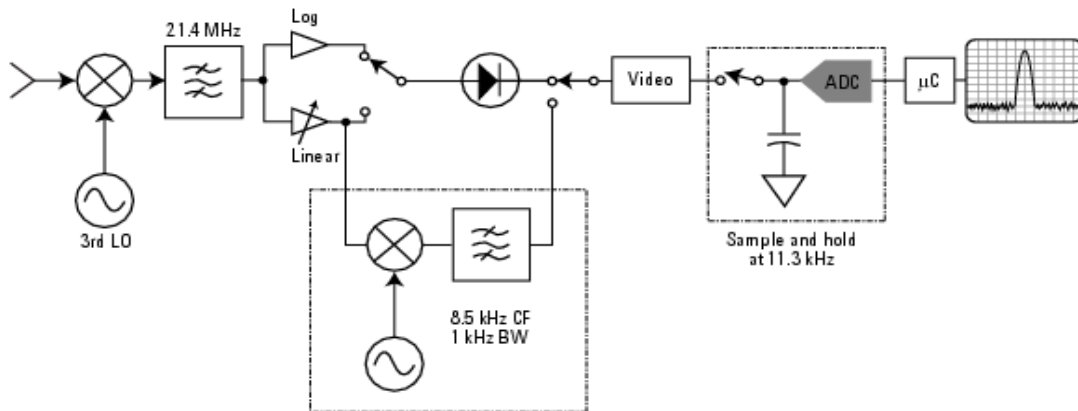 Log
21.4 MHz
Video
ADC
μC
Linear
3rd LO
Sample and hold
at 11.3 kHz
8.5 kHz CF
1 kHz BW